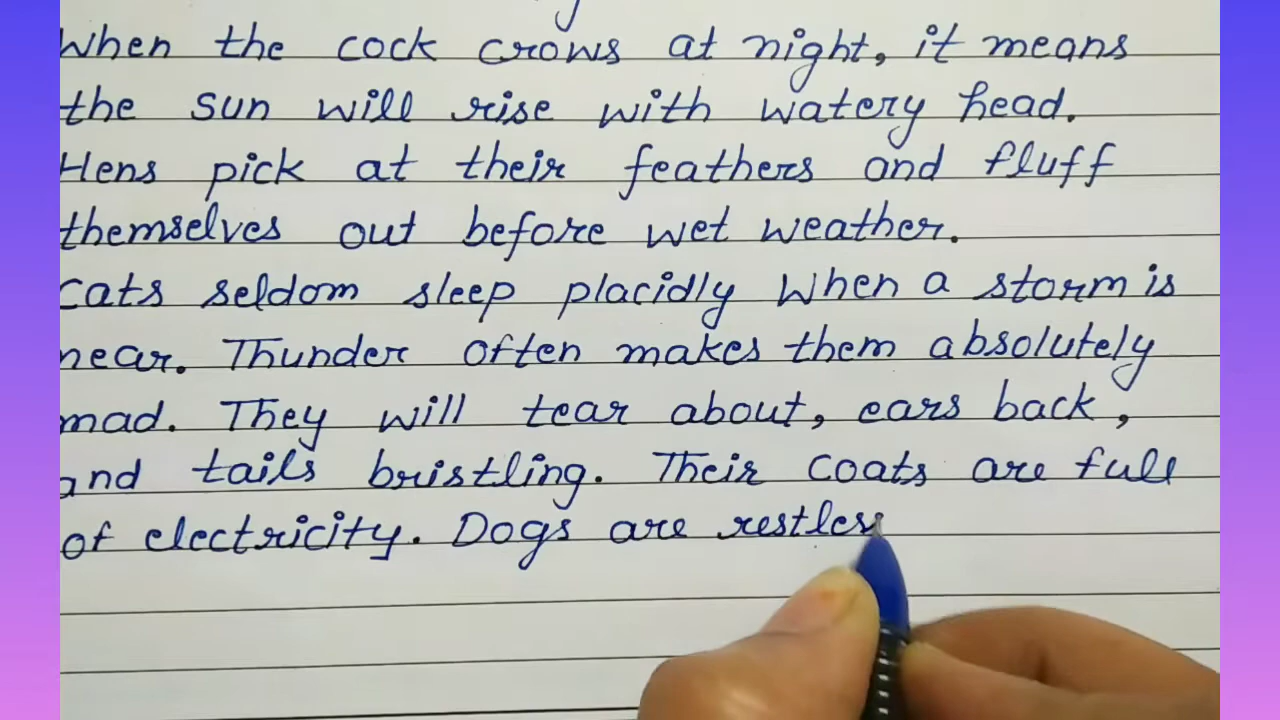 When the cock crows at night, it means
the sun will rise with watery head.
Hens pick at their feathers and fluff
themselves out before wet weather.
Cats seldom sleep placidly when a storm is
near. Thunder often makes them absolutely
mad. They will tear about, ears back,
and tails bristling. Their coats are full
of electricity. Dogs are restles